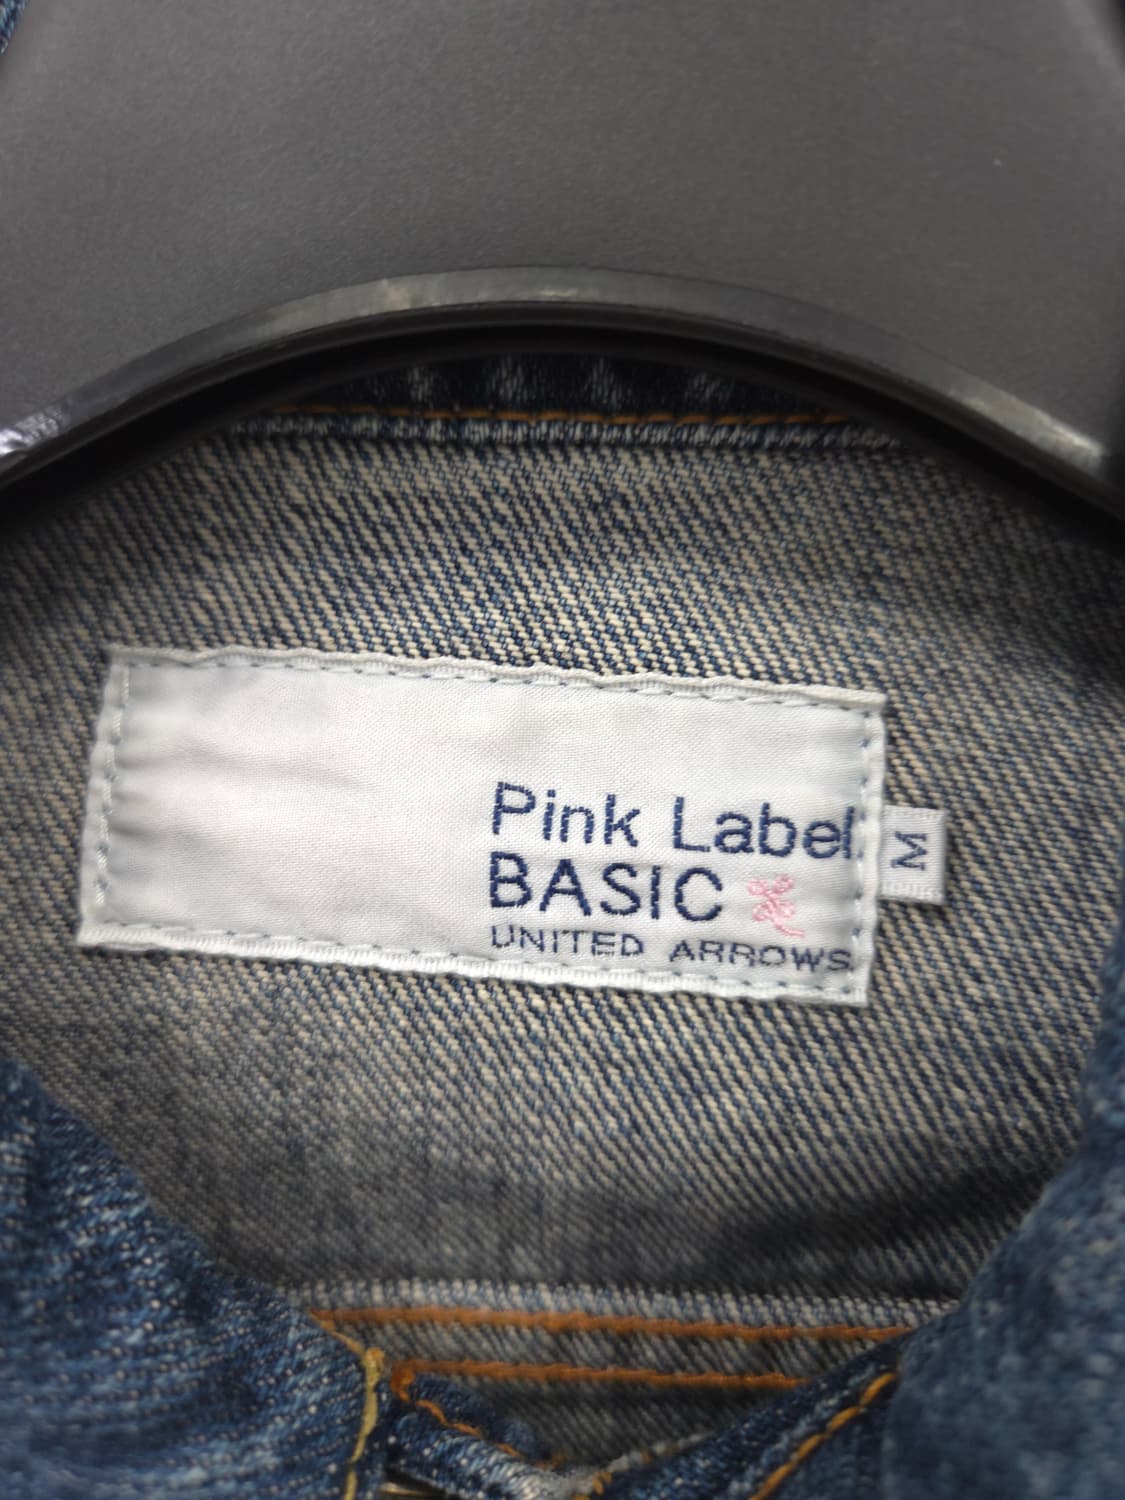 Pink Label
BASIC
UNITED ARROWS
M